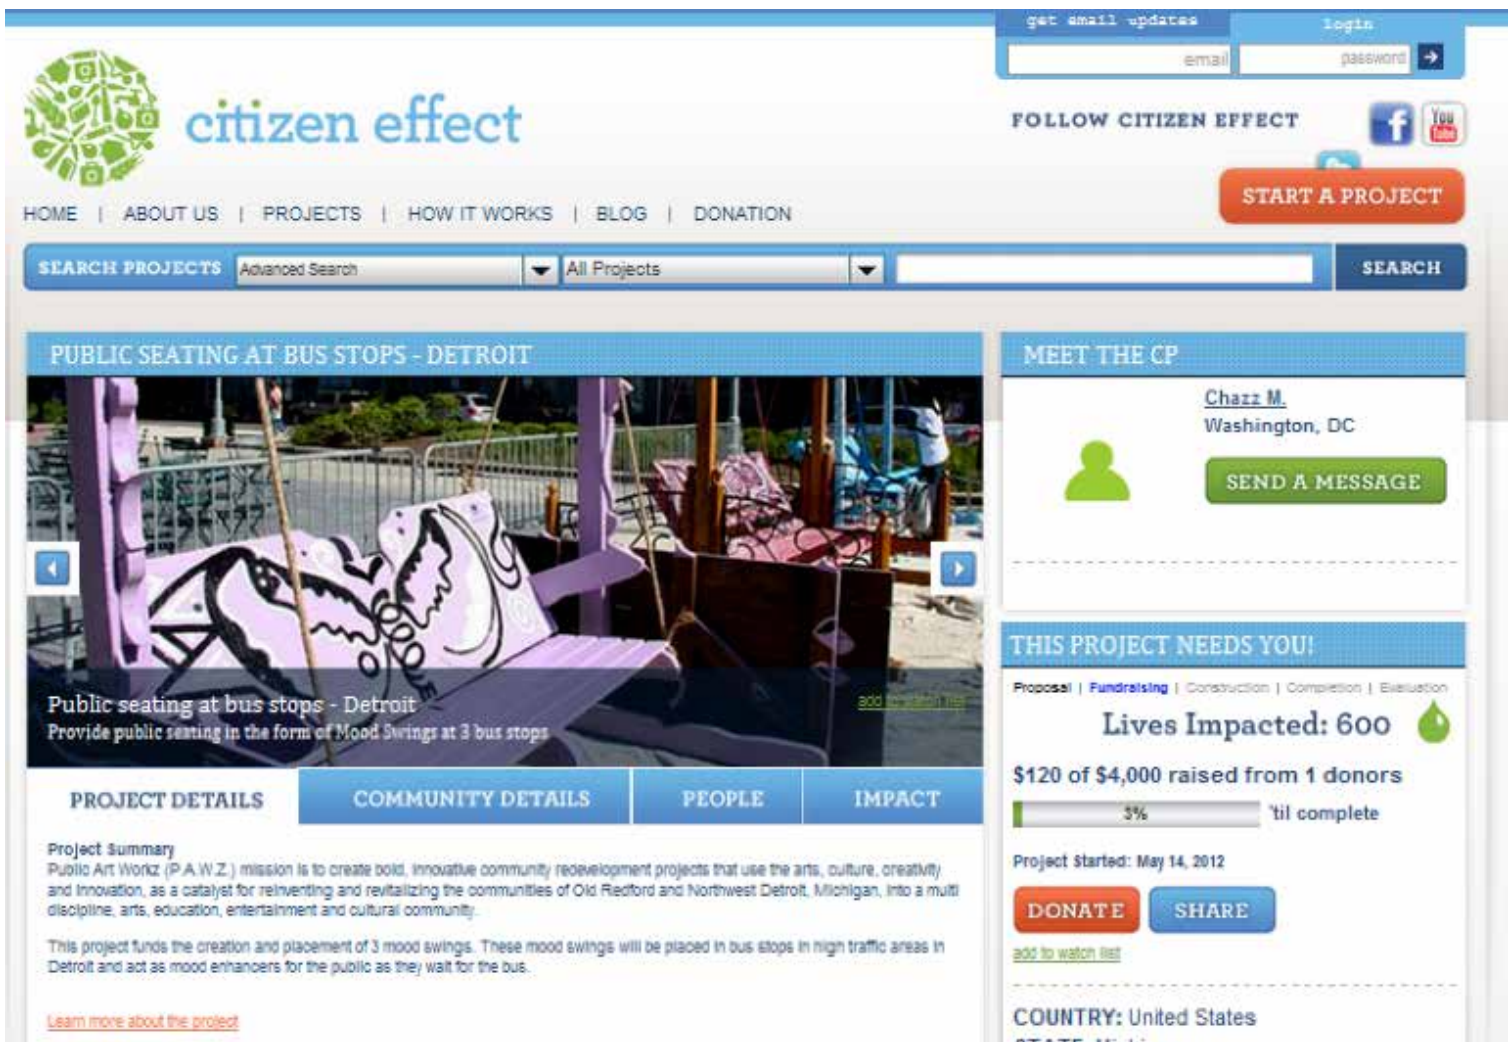 get email updates
login
email
password
citizen effect
FOLLOW CITIZEN EFFECT
You
Tube
START A PROJECT
HOME | ABOUT US | PROJECTS | HOW IT WORKS | BLOG | DONATION
SEARCH PROJECTS Advanced Search All Projects SEARCH
PUBLIC SEATING AT BUS STOPS - DETROIT
Public seating at bus stops - Detroit
add to watch list
Provide public seating in the form of Mood Swings at 3 bus stops
PROJECT DETAILS COMMUNITY DETAILS PEOPLE IMPACT
Project Summary
Public Art Workz (P.A.W.Z.) mission is to create bold, innovative community redevelopment projects that use the arts, culture, creativity
and innovation, as a catalyst for reinventing and revitalizing the communities of Old Redford and Northwest Detroit, Michigan, into a multi
discipline, arts, education, entertainment and cultural community.
This project funds the creation and placement of 3 mood swings. These mood swings will be placed in bus stops in high traffic areas in
Detroit and act as mood enhancers for the public as they wait for the bus.
Learn more about the project
MEET THE CP
Chazz M.
Washington, DC
SEND A MESSAGE
THIS PROJECT NEEDS YOU!
Proposal | Fundraising | Construction | Completion | Evaluation
Lives Impacted: 600
$120 of $4,000 raised from 1 donors
3% 'til complete
Project Started: May 14, 2012
DONATE SHARE
add to watch list
COUNTRY: United States